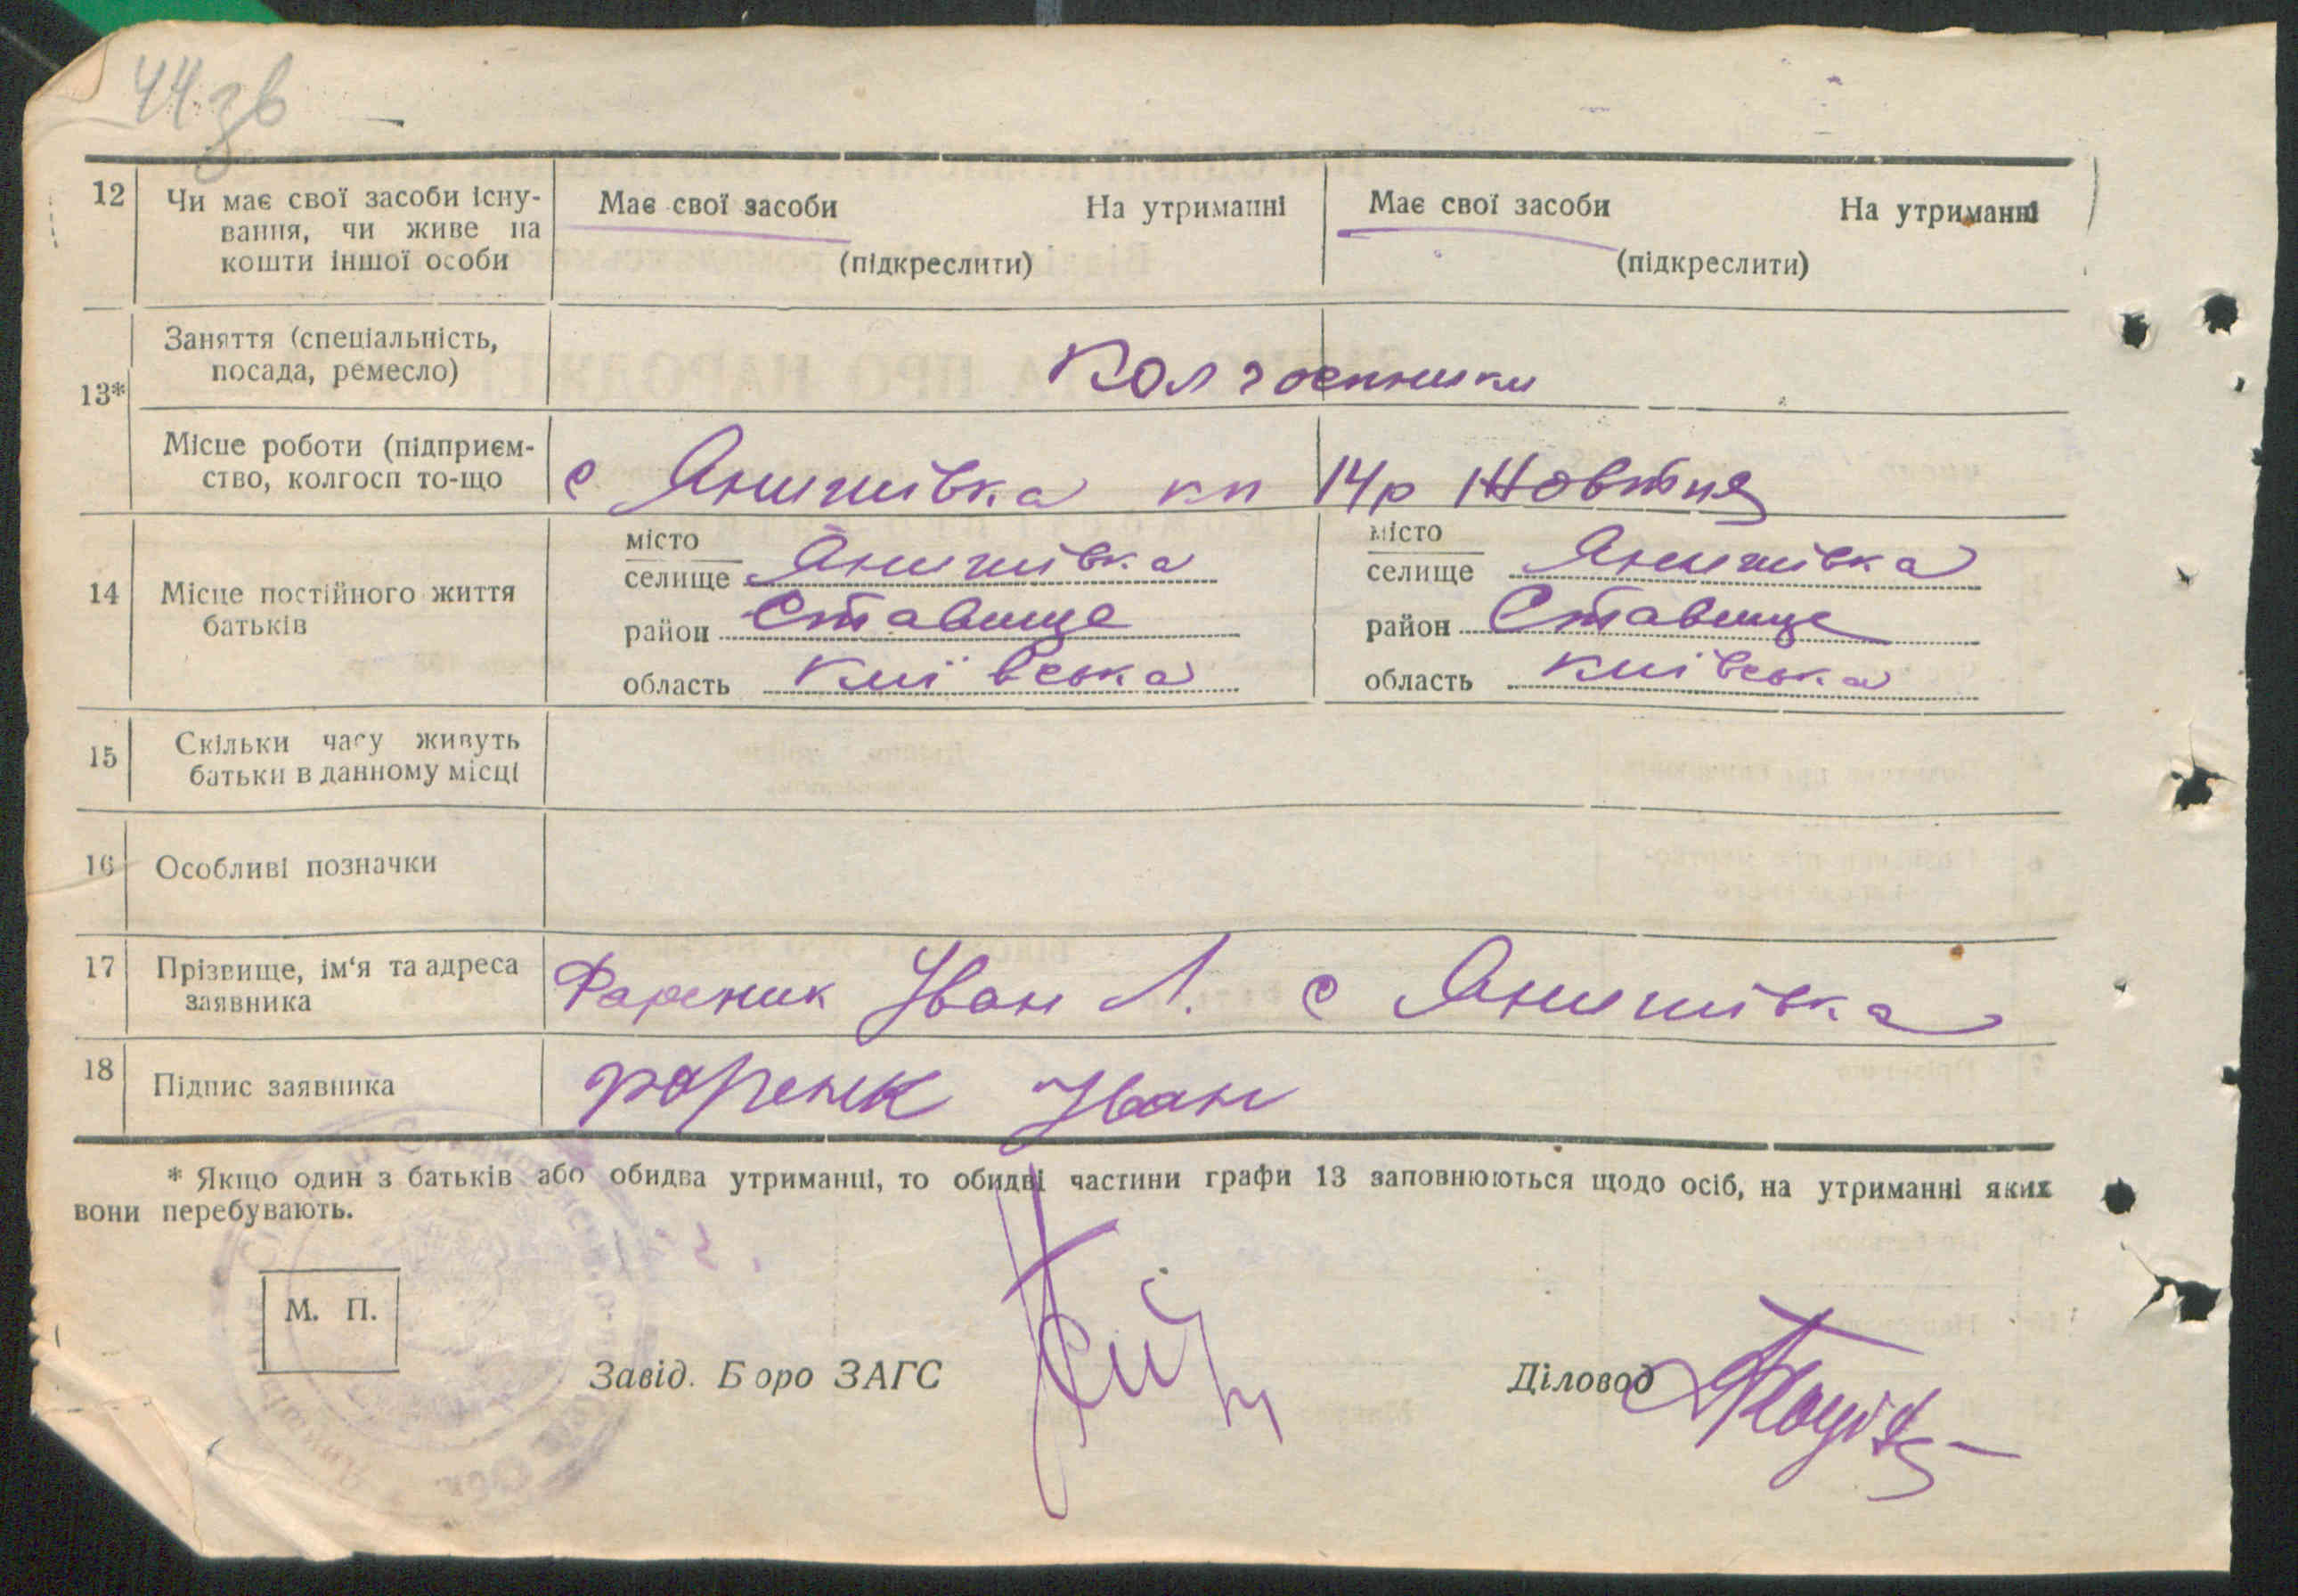 44зв
12 Чи має свої засоби існу- Має свої засоби На утриманні Має свої засоби На утриманні
вання, чи живе на
кошти іншої особи (підкреслити) (підкреслити)
13* Заняття (спеціальність,
посада, ремесло) Колгоспники
Місце роботи (підприєм-
ство, колгосп то-що с Янишівка кп 14р Жовтня
14 Місце постійного життя
батьків
місто
селище Янишівка
район Ставище
область Київська
місто
селище Янишівка
район Ставище
область Київська
15 Скільки часу живуть
батьки в данному місці
16 Особливі позначки
17 Прізвище, ім'я та адреса
заявника Фареник Іван Л. с Янишівка
18 Підпис заявника Фареник Іван
* Якщо один з батьків або обидва утриманці, то обидві частини графи 13 заповнюються щодо осіб, на утриманні яких
вони перебувають.
М. П.
Завід. Бюро ЗАГС Діловод